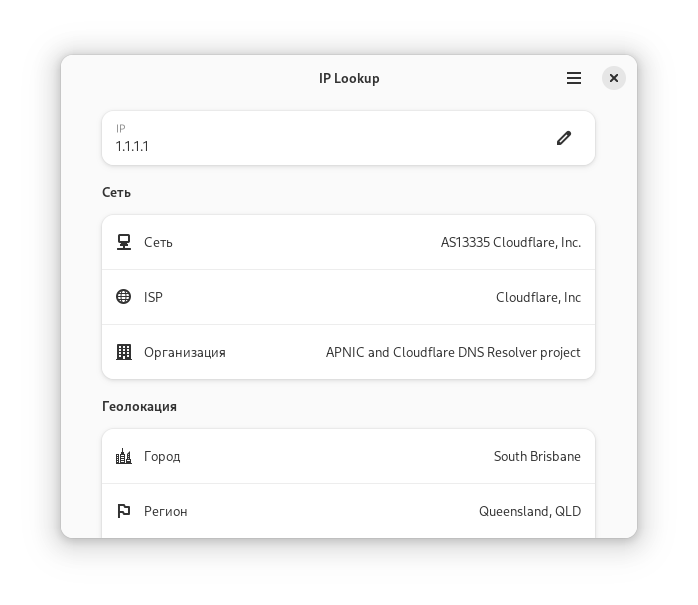 IP Lookup
IP
1.1.1.1
Сеть
Сеть AS13335 Cloudflare, Inc.
ISP Cloudflare, Inc
Организация APNIC and Cloudflare DNS Resolver project
Геолокация
Город South Brisbane
Регион Queensland, QLD